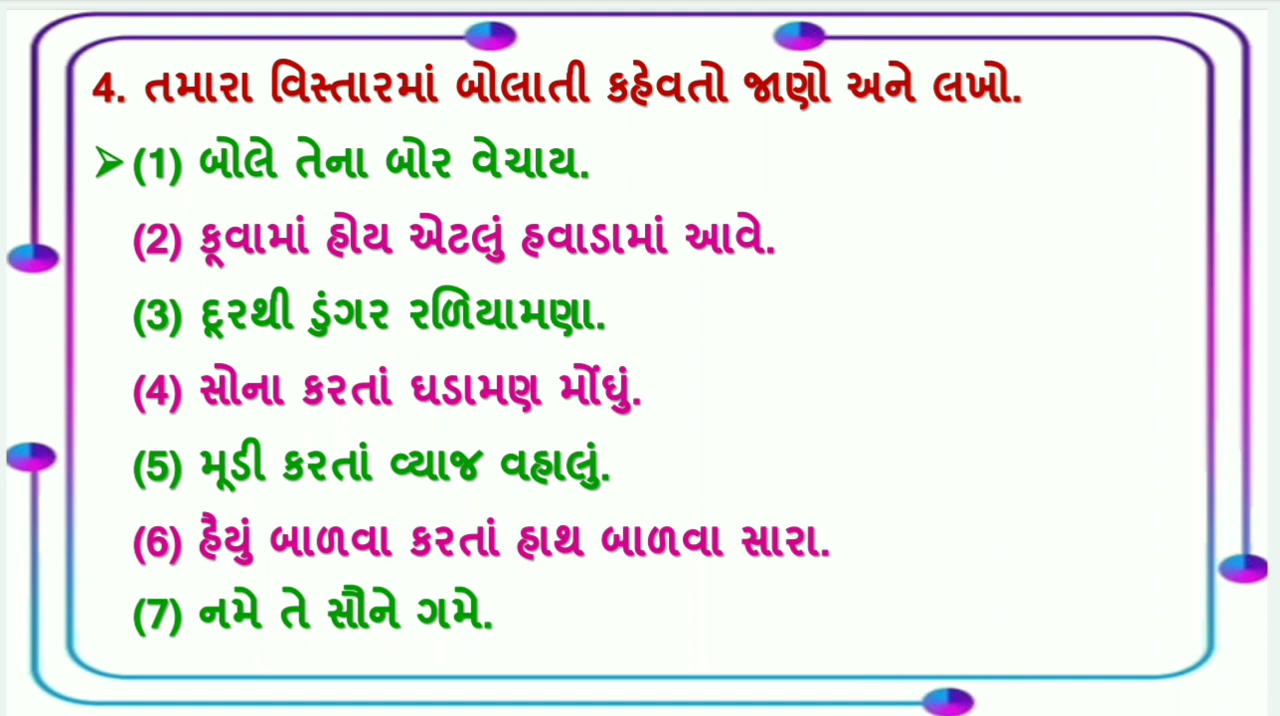 4. તમારા વિસ્તારમાં બોલાતી કહેવતો જાણો અને લખો.
➢(1) બોલે તેના બોર વેચાય.
(2) કૂવામાં હોય એટલું હવાડામાં આવે.
(3) દૂરથી ડુંગર રળિયામણા.
(4) સોના કરતાં ઘડામણ મોંઘું.
(5) મૂડી કરતાં વ્યાજ વહાલું.
(6) હૈયું બાળવા કરતાં હાથ બાળવા સારા.
(7) નમે તે સૌને ગમે.